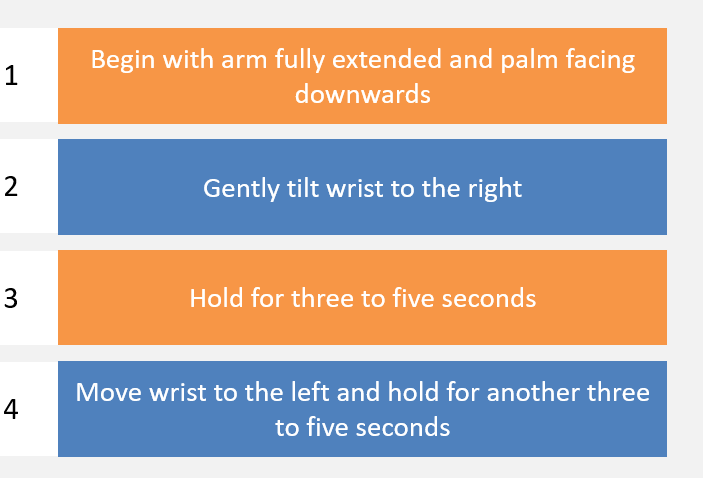 1
Begin with arm fully extended and palm facing
downwards
2
Gently tilt wrist to the right
3
Hold for three to five seconds
4
Move wrist to the left and hold for another three
to five seconds